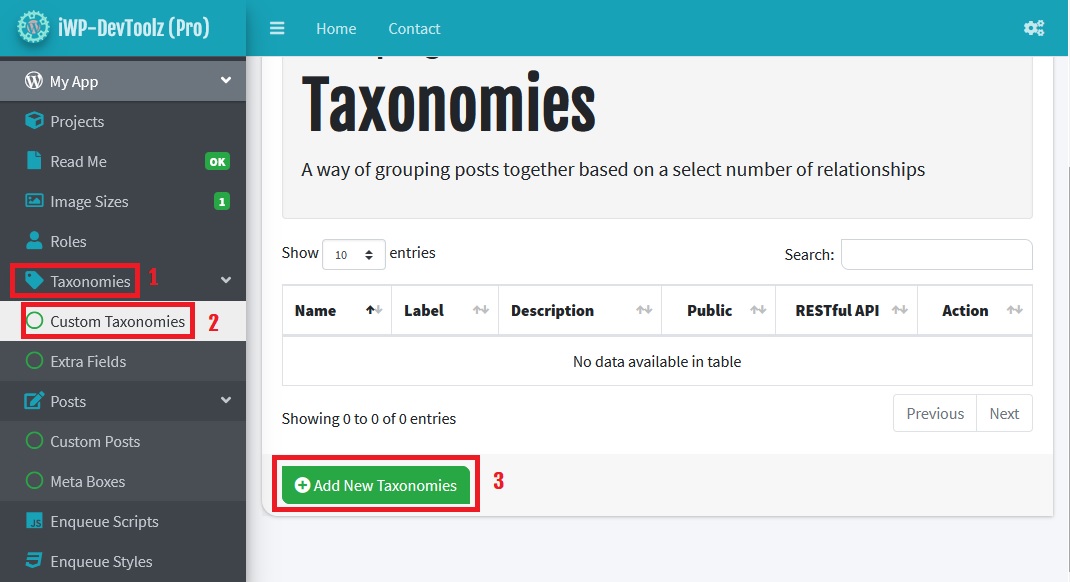 iWP-DevToolz (Pro)
Home
Contact
My App
Projects
Read Me
OK
Image Sizes
1
Roles
Taxonomies
1
Custom Taxonomies
2
Extra Fields
Posts
Custom Posts
Meta Boxes
Enqueue Scripts
JS
Enqueue Styles
Taxonomies
A way of grouping posts together based on a select number of relationships
Show 10 entries
Search:
Name Label Description Public RESTful API Action
No data available in table
Showing 0 to 0 of 0 entries
Previous Next
Add New Taxonomies
3